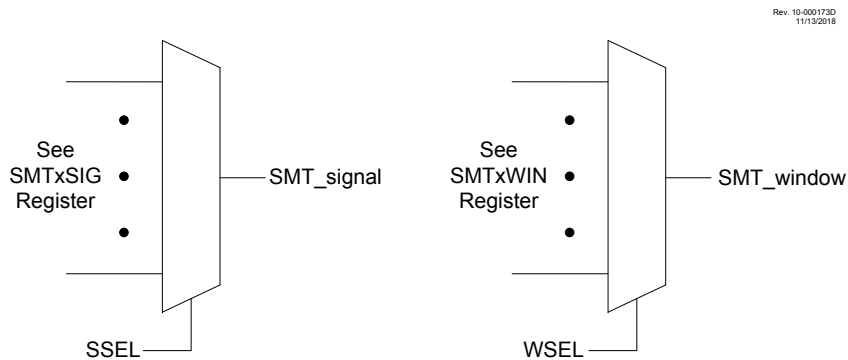 Rev. 10-000173D
11/13/2018
See
SMTxSIG
Register
SMT_signal
SSEL
See
SMTxWIN
Register
SMT_window
WSEL